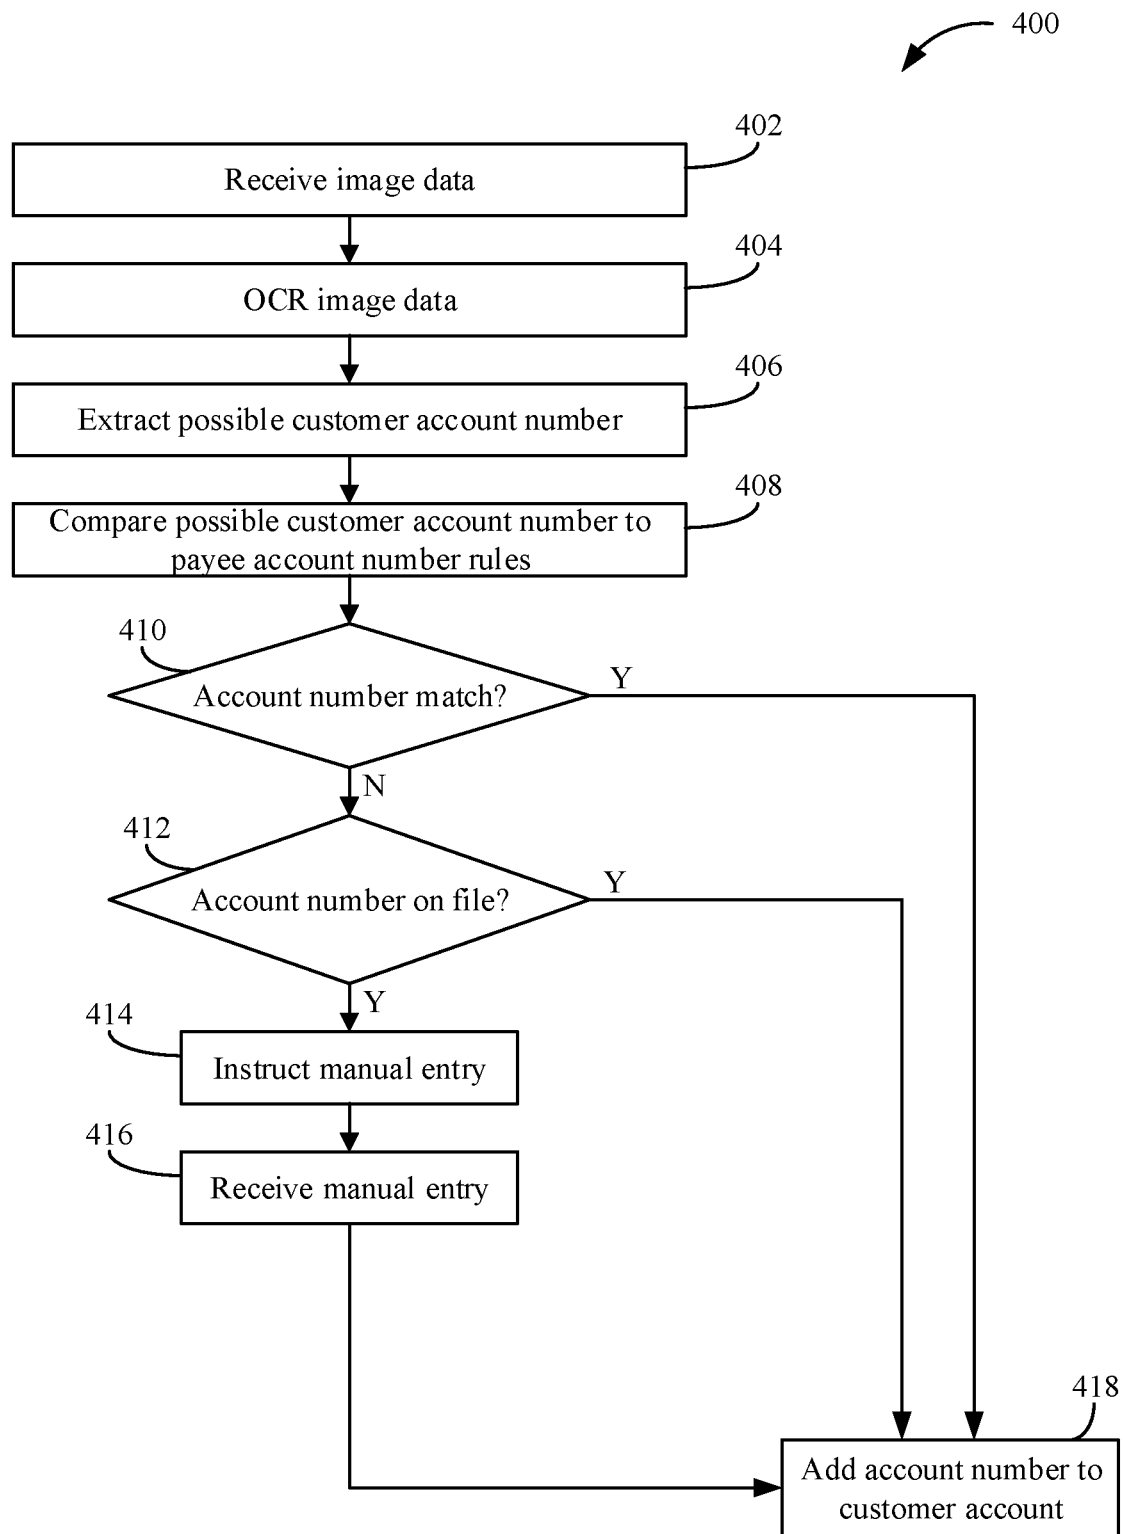 400
402
Receive image data
404
OCR image data
406
Extract possible customer account number
408
Compare possible customer account number to
payee account number rules
410
Account number match?
Y
N
412
Account number on file?
Y
Y
414
Instruct manual entry
416
Receive manual entry
418
Add account number to
customer account